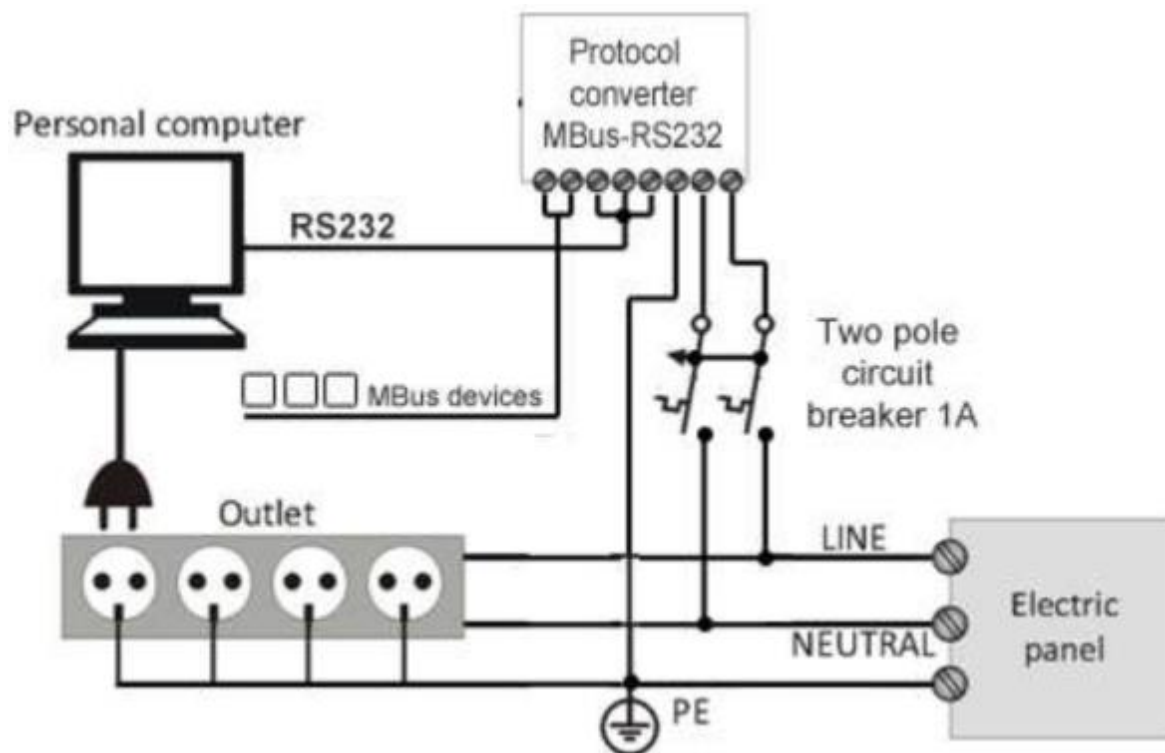 Protocol
converter
MBus-RS232
Personal computer
RS232
Two pole
circuit
breaker 1A
MBus devices
Outlet
LINE
NEUTRAL
PE
Electric
panel